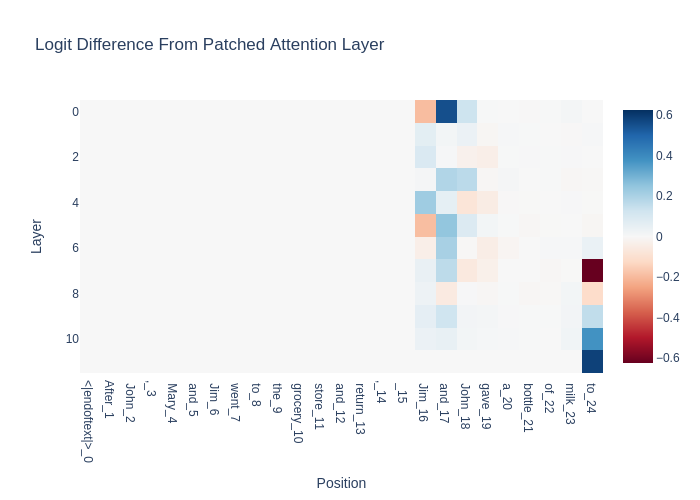 Logit Difference From Patched Attention Layer
0
2
4
6
8
10
Layer
0.6
0.4
0.2
0
−0.2
−0.4
−0.6
<|endoftext|>_0
After_1
John_2
,_3
Mary_4
and_5
Jim_6
went_7
to_8
the_9
grocery_10
store_11
and_12
return_13
,_14
_15
Jim_16
and_17
John_18
gave_19
a_20
bottle_21
of_22
milk_23
to_24
Position